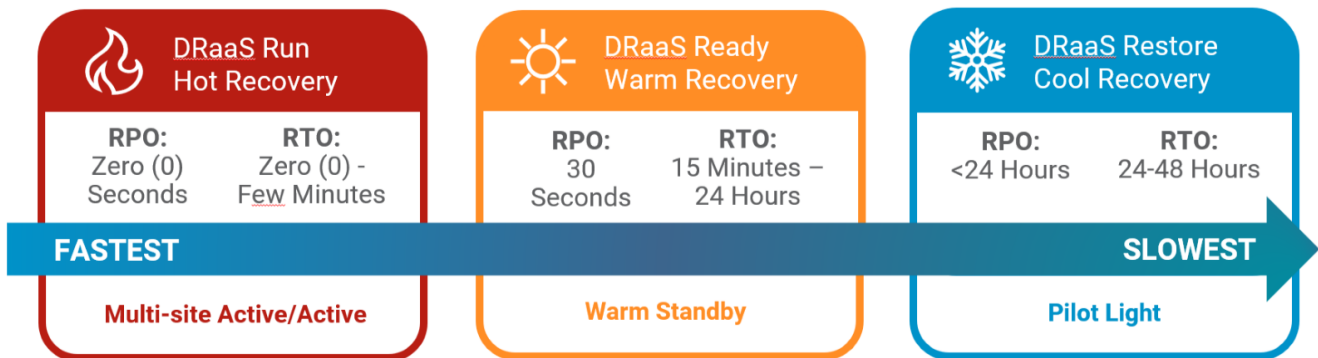 DRaaS Run
Hot Recovery
RPO:
Zero (0)
Seconds
RTO:
Zero (0) -
Few Minutes
DRaaS Ready
Warm Recovery
RPO:
30
Seconds
RTO:
15 Minutes –
24 Hours
DRaaS Restore
Cool Recovery
RPO:
<24 Hours
RTO:
24-48 Hours
FASTEST
SLOWEST
Multi-site Active/Active
Warm Standby
Pilot Light